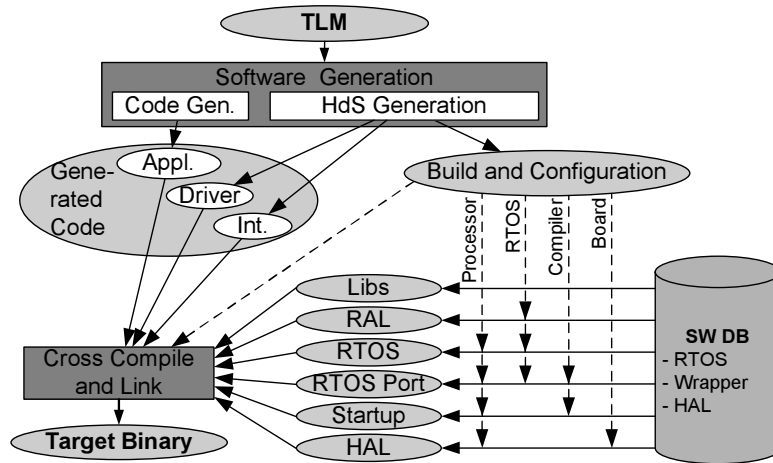 TLM
Software Generation
Code Gen.
HdS Generation
Appl.
Gene-
rated
Code
Driver
Int.
Build and Configuration
Processor
RTOS
Compiler
Board
Libs
RAL
RTOS
RTOS Port
Startup
HAL
SW DB
- RTOS
- Wrapper
- HAL
Cross Compile
and Link
Target Binary